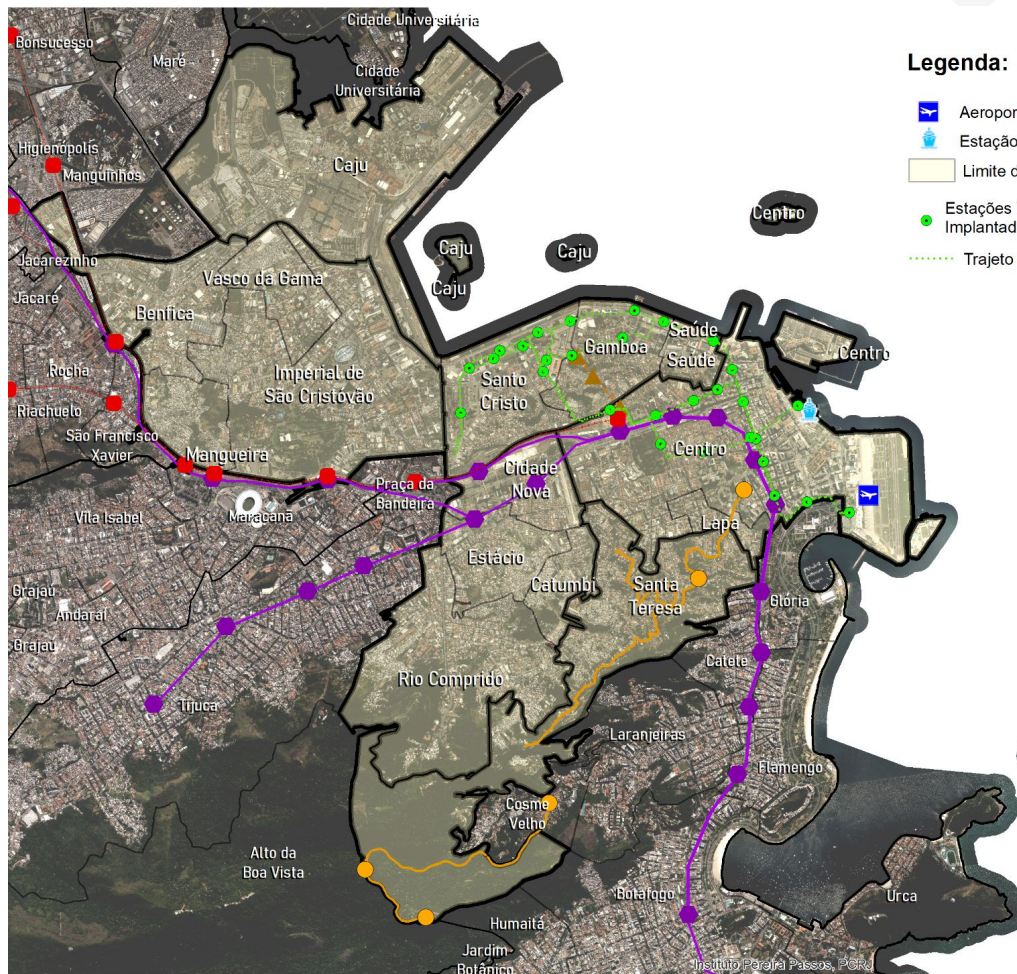 Cidade Universitária
Bonsucesso
Maré
Cidade
Universitária
Legenda:
Aeropor
Estação
Limite d
Estações
Implantad
Trajeto
Higienópolis
Manguinhos
Caju
Centro
Caju
Caju
Caju
Jacarezinho
Vasco da Gama
Jacaré
Benfica
Saúde
Gamboa
Saúde
Centro
Rocha
Imperial de
São Cristóvão
Santo
Cristo
Riachuelo
São Francisco
Xavier
Mangueira
Centro
Cidade
Nova
Praça da
Bandeira
Maracanã
Vila Isabel
Lapa
Estácio
Catumbi
Santa
Teresa
Glória
Grajaú
Andaraí
Grajaú
Catete
Rio Comprido
Tijuca
Laranjeiras
Flamengo
Cosme
Velho
Alto da
Boa Vista
Botafogo
Urca
Humaitá
Jardim
Botânico
Instituto Pereira Passos, PCRJ